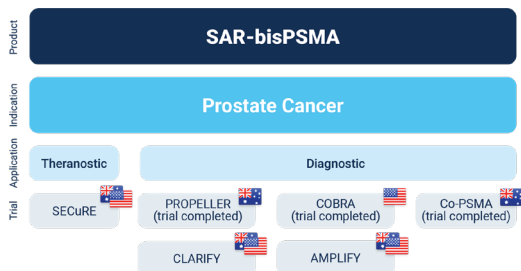 Product
SAR-bisPSMA
Indication
Prostate Cancer
Application
Theranostic
Diagnostic
Trial
SECuRE
PROPELLER
(trial completed)
COBRA
(trial completed)
Co-PSMA
(trial completed)
CLARIFY
AMPLIFY